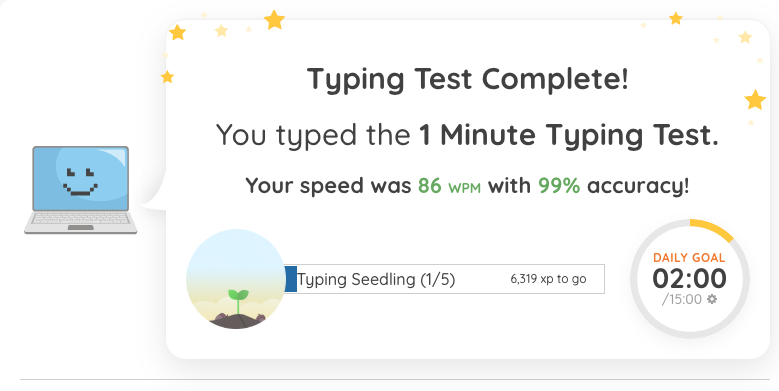 Typing Test Complete!
You typed the 1 Minute Typing Test.
Your speed was 86 WPM with 99% accuracy!
Typing Seedling (1/5) 6,319 xp to go
DAILY GOAL
02:00
/15:00